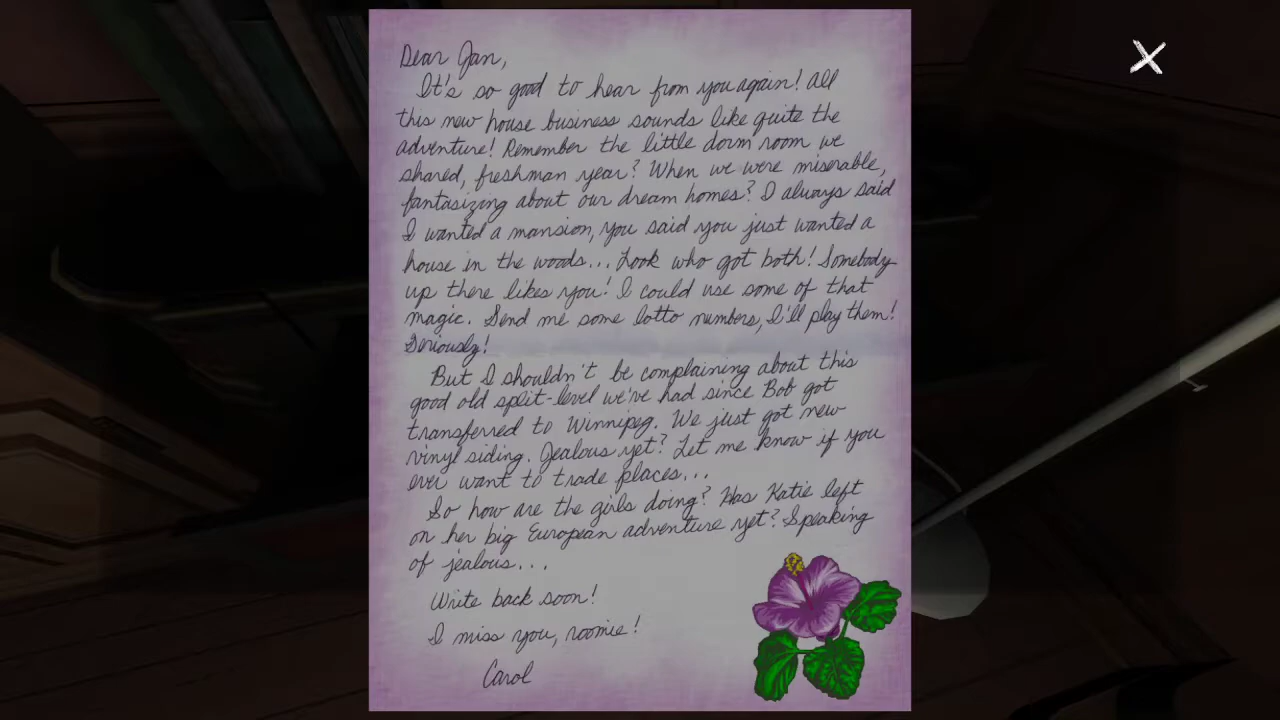 Dear Jan,
It's so good to hear from you again! All
this new house business sounds like quite the
adventure! Remember the little dorm room we
shared, freshman year? When we were miserable,
fantasizing about our dream homes? I always said
I wanted a mansion, you said you just wanted a
house in the woods... Look who got both! Somebody
up there likes you! I could use some of that
magic. Send me some lotto numbers, I'll play them!
Seriously!
But I shouldn't be complaining about this
good old split-level we've had since Bob got
transferred to Winnipeg. We just got new
vinyl siding. Jealous yet? Let me know if you
ever want to trade places...
So how are the girls doing? Has Katie left
on her big European adventure yet? Speaking
of jealous...
Write back soon!
I miss you, roomie!
Carol